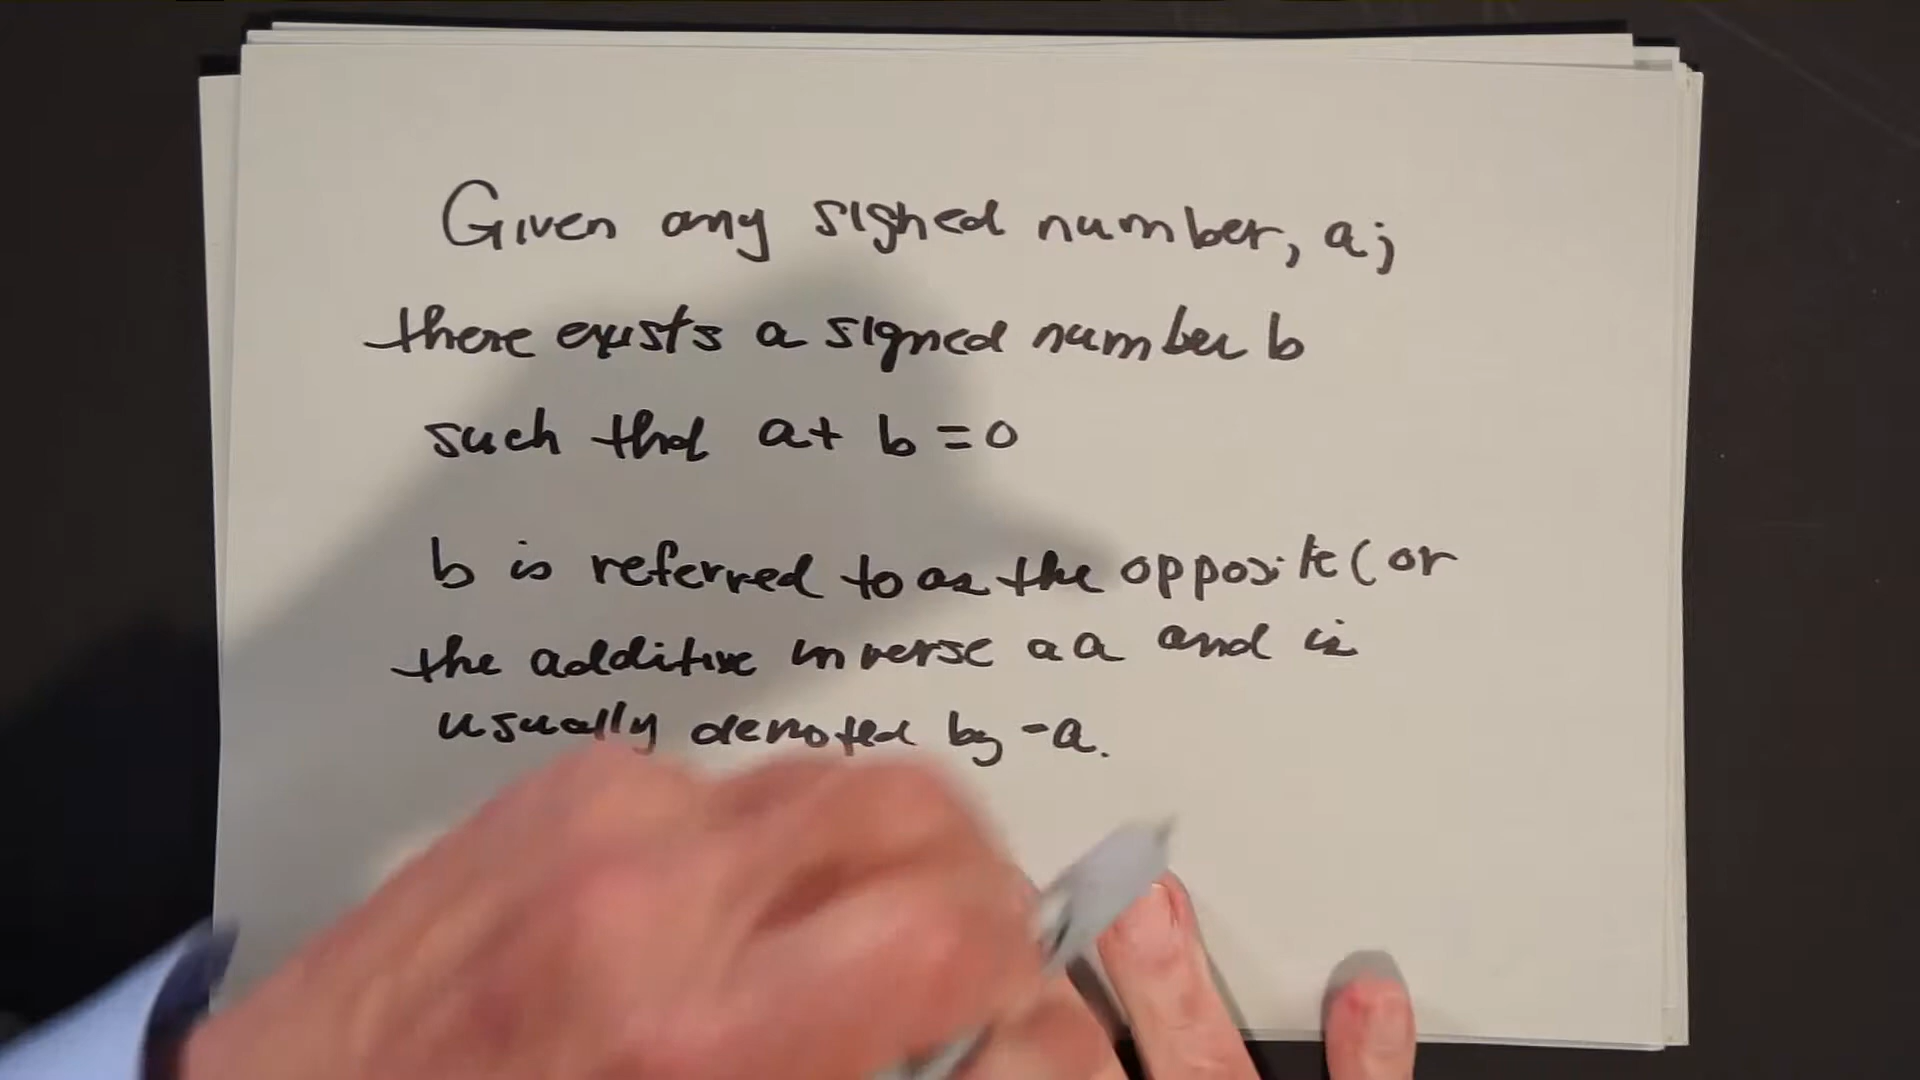 Given any signed number, a;
there exists a signed number b
such that a + b = 0
b is referred to as the opposite (or
the additive inverse a a and is
usually denoted by -a.